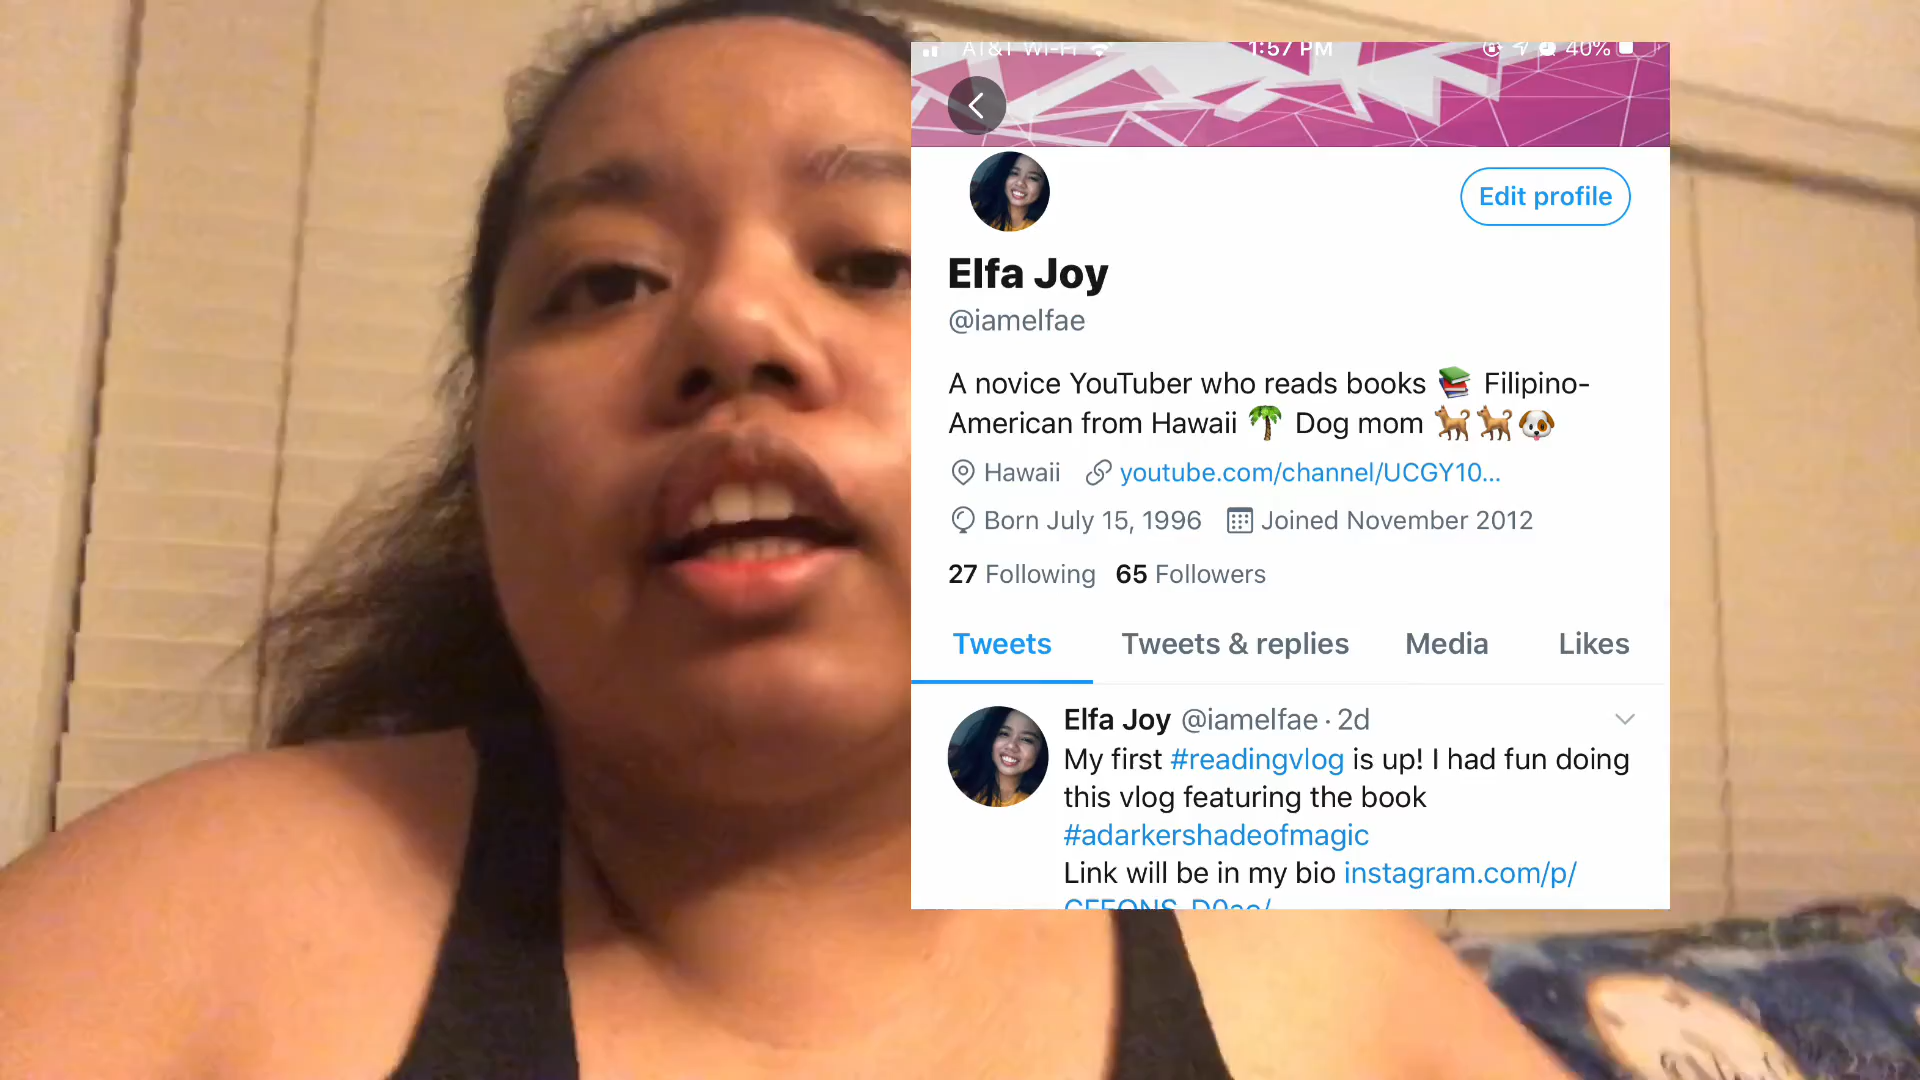 AT&T Wi-Fi 1:57 PM 40%
Edit profile
Elfa Joy
@iamelfae
A novice YouTuber who reads books 📚 Filipino-
American from Hawaii 🌴 Dog mom 🐕🐕🐶
Hawaii youtube.com/channel/UCGY10...
Born July 15, 1996 Joined November 2012
27 Following 65 Followers
Tweets Tweets & replies Media Likes
Elfa Joy @iamelfae · 2d
My first #readingvlog is up! I had fun doing
this vlog featuring the book
#adarkershadeofmagic
Link will be in my bio instagram.com/p/